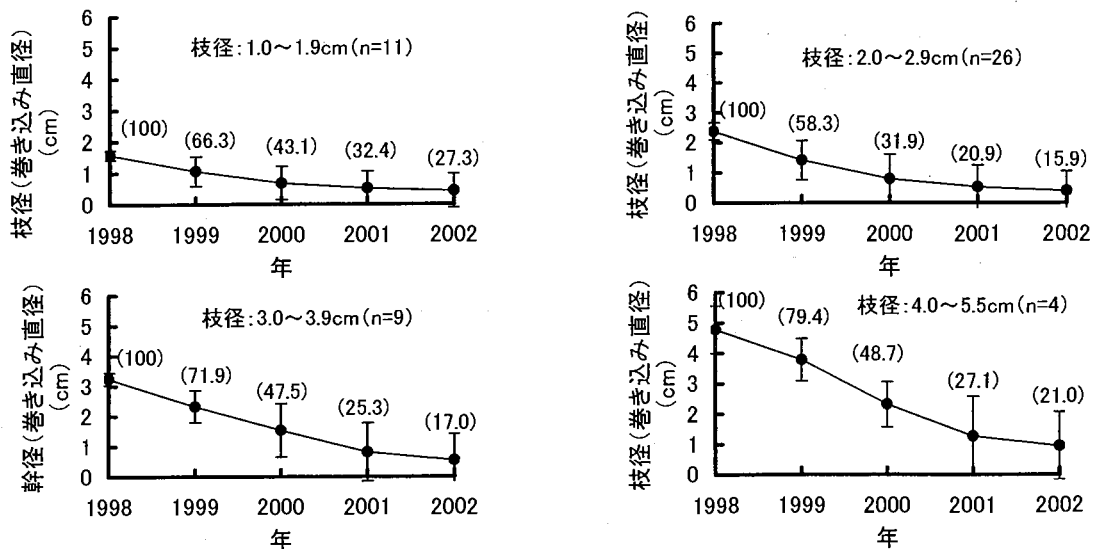 枝径(巻き込み直径)
(cm)
6
5
4
3
2
1
0
枝径:1.0～1.9cm(n=11)
(100)
(66.3)
(43.1)
(32.4)
(27.3)
1998 1999 2000 2001 2002
年
枝径(巻き込み直径)
(cm)
6
5
4
3
2
1
0
枝径:2.0～2.9cm(n=26)
(100)
(58.3)
(31.9)
(20.9)
(15.9)
1998 1999 2000 2001 2002
年
幹径(巻き込み直径)
(cm)
6
5
4
3
2
1
0
枝径:3.0～3.9cm(n=9)
(100)
(71.9)
(47.5)
(25.3)
(17.0)
1998 1999 2000 2001 2002
年
枝径(巻き込み直径)
(cm)
6
5
4
3
2
1
0
枝径:4.0～5.5cm(n=4)
(100)
(79.4)
(48.7)
(27.1)
(21.0)
1998 1999 2000 2001 2002
年